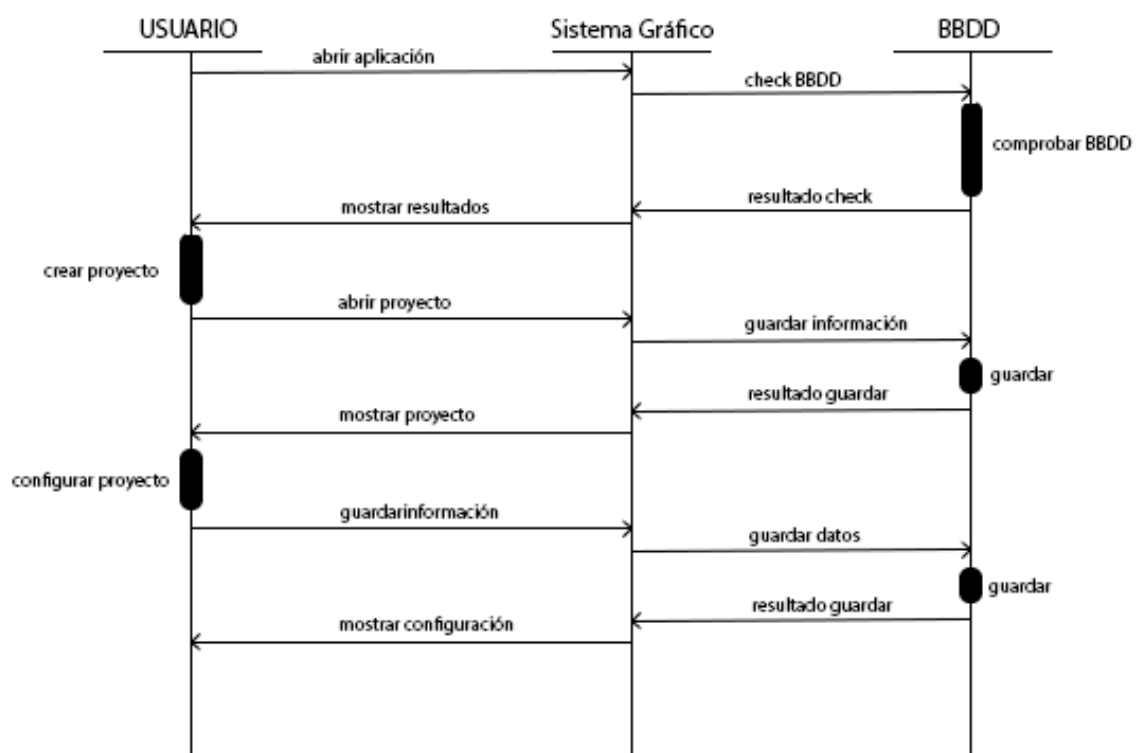 USUARIO
Sistema Gráfico
BBDD
abrir aplicación
check BBDD
comprobar BBDD
resultado check
mostrar resultados
crear proyecto
abrir proyecto
guardar información
guardar
resultado guardar
mostrar proyecto
configurar proyecto
guardarinformación
guardar datos
guardar
resultado guardar
mostrar configuración